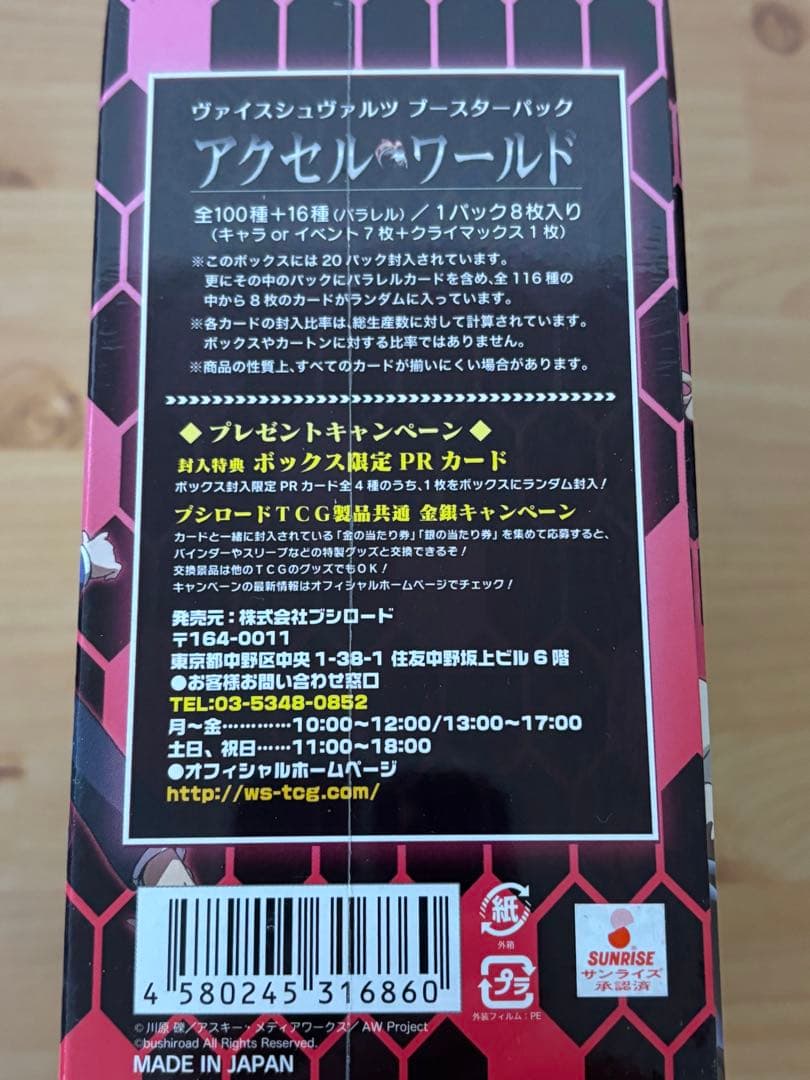 ヴァイスシュヴァルツ ブースターパック
アクセル・ワールド
全100種+16種(パラレル)/1パック8枚入り
(キャラ or イベント7枚+クライマックス1枚)
※このボックスには20パック封入されています。
更にその中のパックにパラレルカードを含め、全116種の
中から8枚のカードがランダムに入っています。
※各カードの封入比率は、総生産数に対して計算されています。
ボックスやカートンに対する比率ではありません。
※商品の性質上、すべてのカードが揃いにくい場合があります。
◆プレゼントキャンペーン◆
封入特典 ボックス限定 PR カード
ボックス封入限定PRカード全4種のうち、1枚をボックスにランダム封入!
ブシロードTCG製品共通 金銀キャンペーン
カードと一緒に封入されている「金の当たり券」「銀の当たり券」を集めて応募すると、
バインダーやスリーブなどの特製グッズと交換できるぞ!
交換景品は他のTCGのグッズでもOK!
キャンペーンの最新情報はオフィシャルホームページでチェック!
発売元:株式会社ブシロード
〒164-0011
東京都中野区中央1-38-1 住友中野坂上ビル6階
●お客様お問い合わせ窓口
TEL:03-5348-0852
月~金…………10:00~12:00/13:00~17:00
土日、祝日……11:00~18:00
●オフィシャルホームページ
http://ws-tcg.com/
4 580245 316860
紙
外箱
プラ
外装フィルム:PE
SUNRISE
サンライズ
承認済
©川原 礫/アスキー・メディアワークス/AW Project
©bushiroad All Rights Reserved.
MADE IN JAPAN